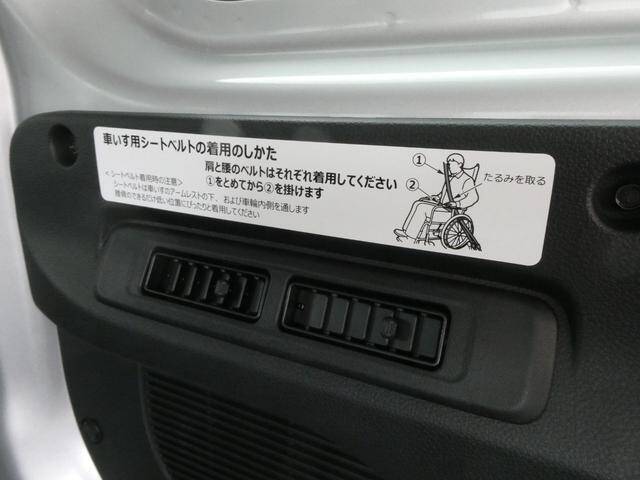 車いす用シートベルトの着用のしかた
肩と腰のベルトはそれぞれ着用してください
①をとめてから②を掛けます
＜シートベルト着用時の注意＞
シートベルトは車いすのアームレストの下、および車輪内側を通します
腰骨のできるだけ低い位置にぴったりと着用してください
①
②
たるみを取る